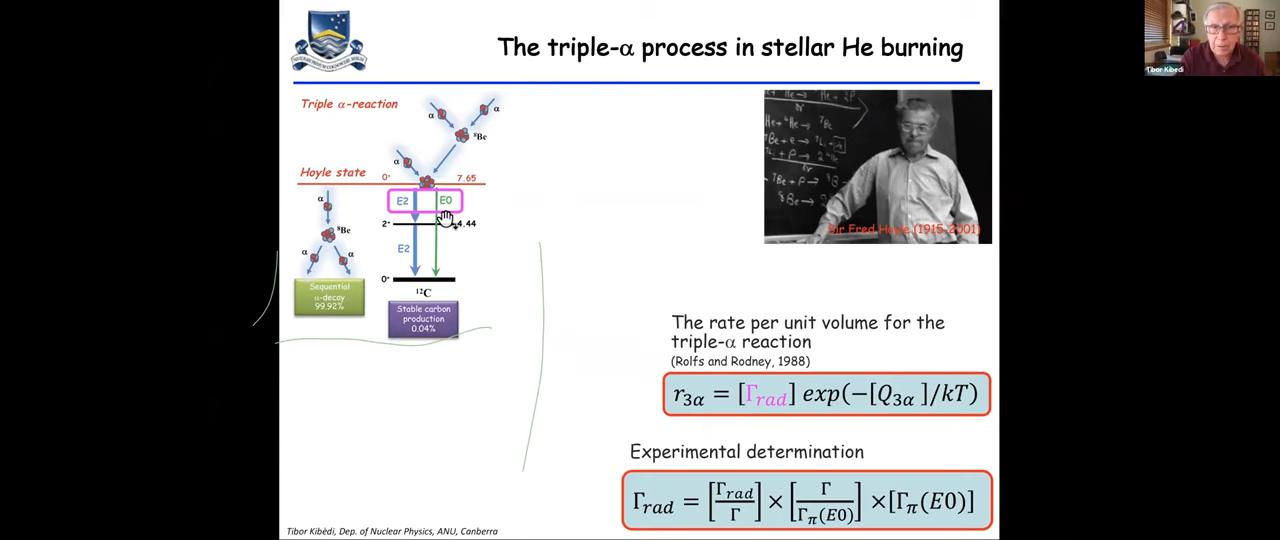 The triple-α process in stellar He burning
Tibor Kibedi
Triple α-reaction
α
α
⁸Be
α
Hoyle state
0⁺
7.65
E2
E0
2⁺
4.44
E2
0⁺
¹²C
α
⁸Be
α
α
Sequential
α-decay
99.92%
Stable carbon
production
0.04%
Sir Fred Hoyle (1915-2001)
The rate per unit volume for the
triple-α reaction
(Rolfs and Rodney, 1988)
r₃α = [Γrad] exp(−[Q₃α]/kT)
Experimental determination
Γrad = [Γrad/Γ] × [Γ/Γπ(E0)] ×[Γπ(E0)]
Tibor Kibèdi, Dep. of Nuclear Physics, ANU, Canberra